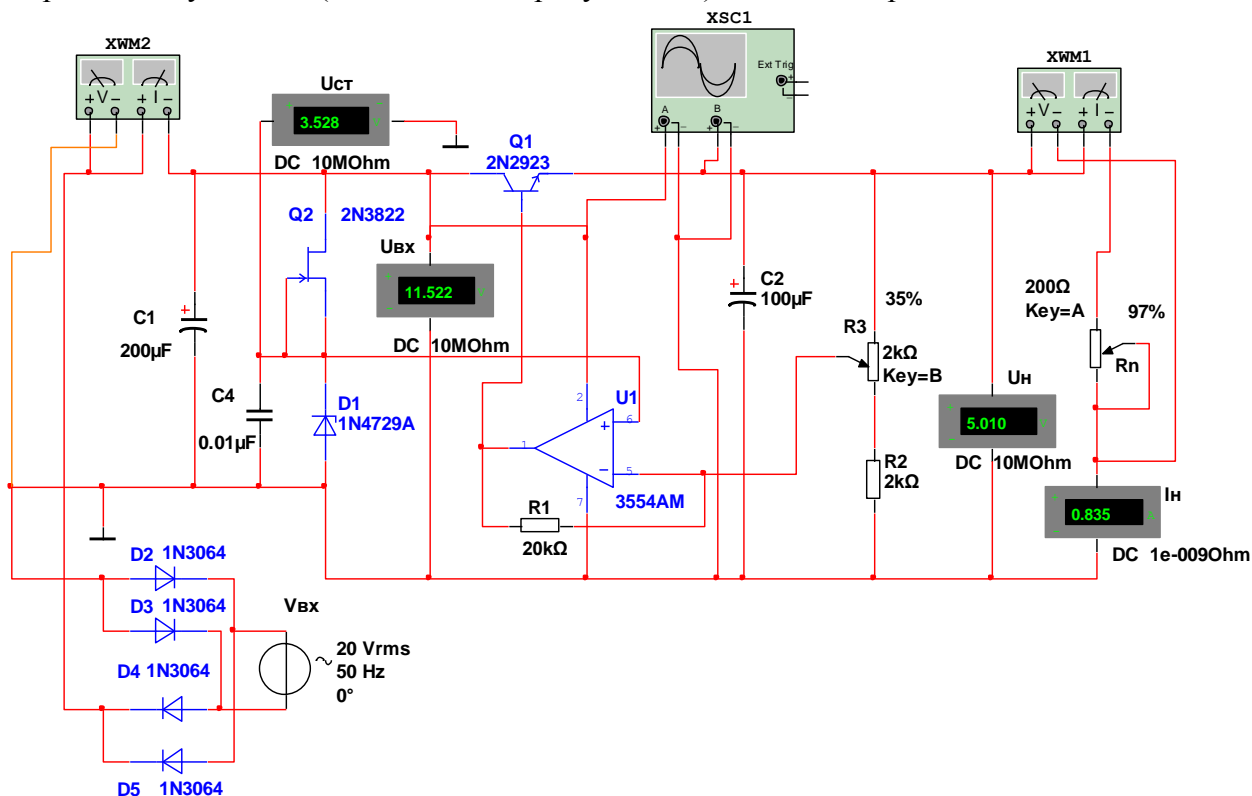 XWM2
V
I
Uст
3.528
V
DC 10MOhm
XSC1
Ext Trig
A
B
XWM1
V
I
Q1
2N2923
Q2 2N3822
Uвх
11.522
V
DC 10MOhm
C1
200µF
C4
0.01µF
D1
1N4729A
C2
100µF
35%
R3
2kΩ
Key=B
200Ω
Key=A
97%
Rn
U1
2
6
1
5
7
3554AM
R1
20kΩ
R2
2kΩ
Uн
5.010
V
DC 10MOhm
Iн
0.835
A
DC 1e-009Ohm
D2 1N3064
D3 1N3064
D4 1N3064
D5 1N3064
Vвх
20 Vrms
50 Hz
0°